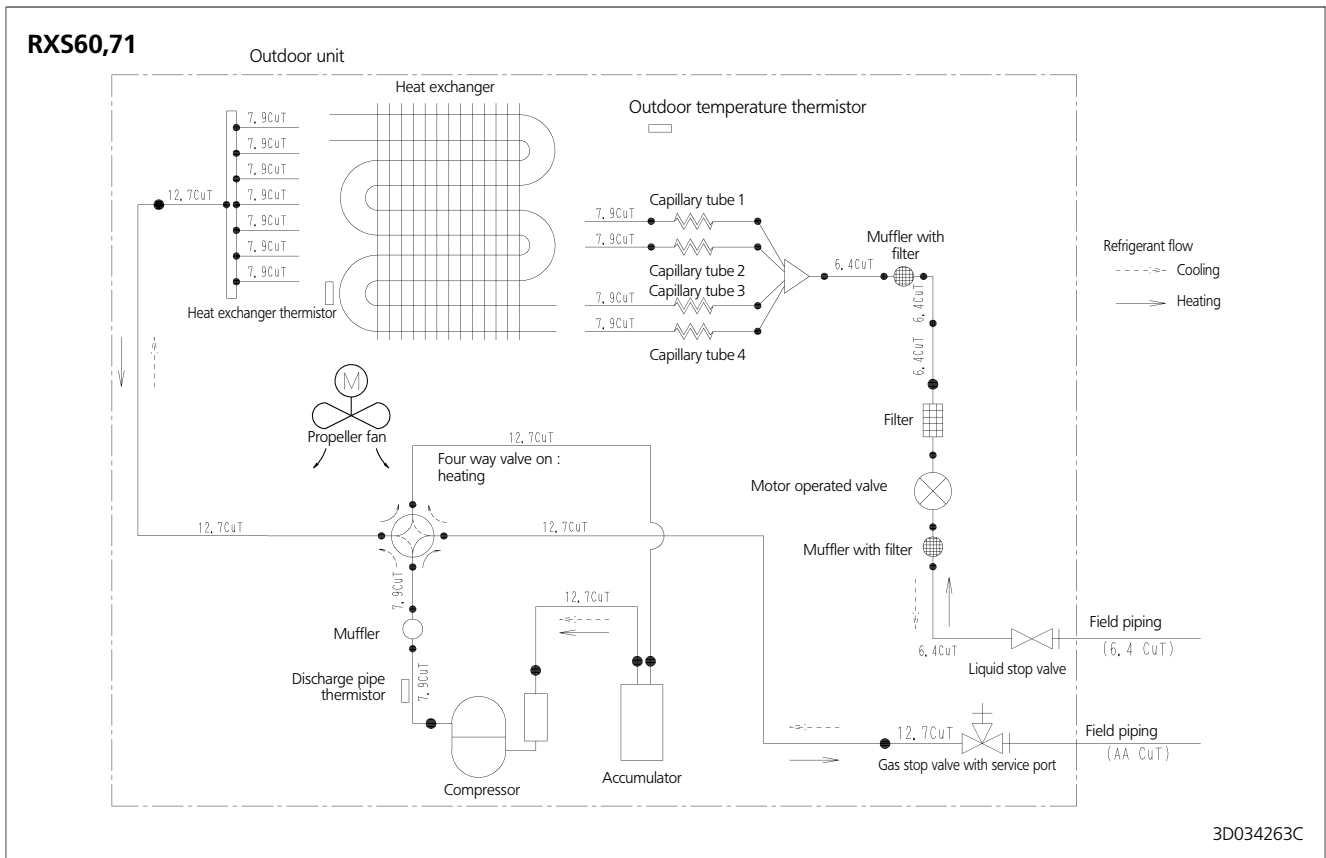 RXS60,71
Outdoor unit
Heat exchanger
Outdoor temperature thermistor
7.9CuT
7.9CuT
7.9CuT
7.9CuT
7.9CuT
7.9CuT
7.9CuT
12.7CuT
Heat exchanger thermistor
Capillary tube 1
7.9CuT
7.9CuT
Capillary tube 2
Capillary tube 3
7.9CuT
7.9CuT
Capillary tube 4
6.4CuT
Muffler with
filter
6.4CuT
6.4CuT
Refrigerant flow
Cooling
Heating
M
Propeller fan
12.7CuT
Four way valve on :
heating
Filter
Motor operated valve
Muffler with filter
12.7CuT
12.7CuT
7.9CuT
Muffler
12.7CuT
Discharge pipe
thermistor
7.9CuT
Compressor
Accumulator
6.4CuT
Liquid stop valve
Field piping
(6.4 CuT)
12.7CuT
Gas stop valve with service port
Field piping
(AA CuT)
3D034263C